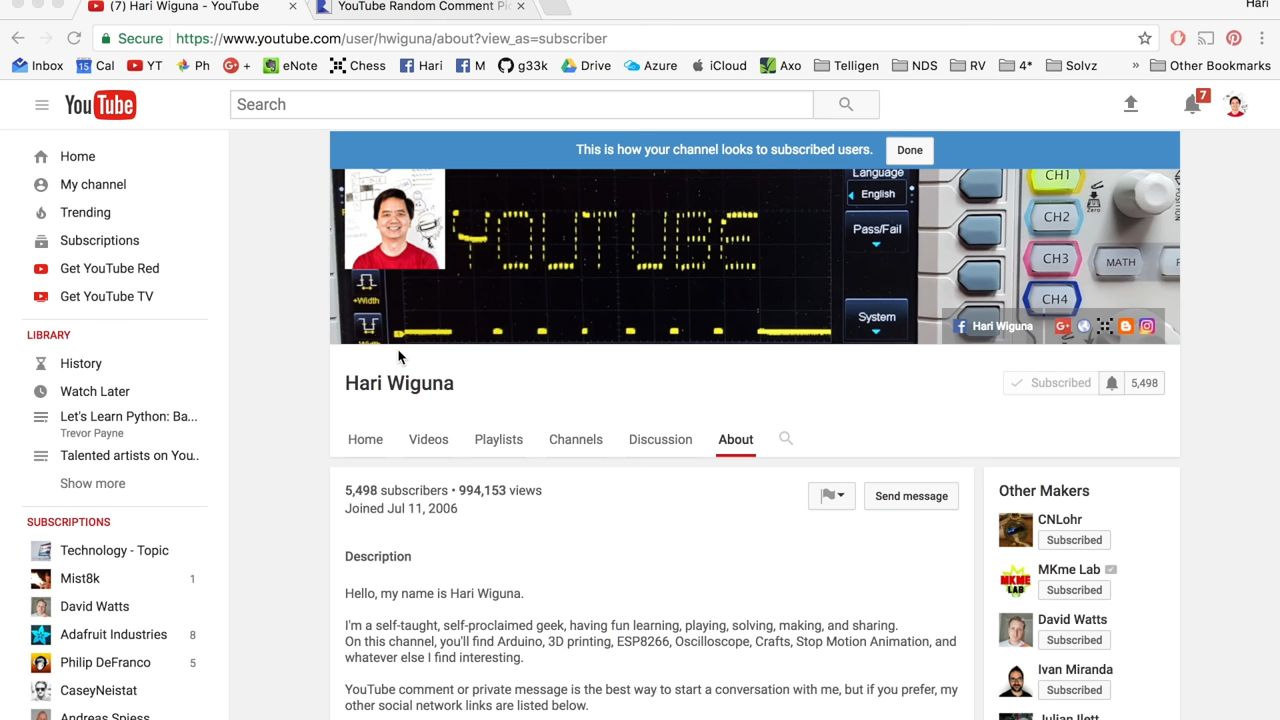 (7) Hari Wiguna - YouTube
YouTube Random Comment Pi
Hari
Secure https://www.youtube.com/user/hwiguna/about?view_as=subscriber
Inbox Cal YT Ph + eNote Chess Hari M g33k Drive Azure iCloud Axo Telligen NDS RV 4* Solvz » Other Bookmarks
YouTube
Search
7
This is how your channel looks to subscribed users.
Done
Home
My channel
Trending
Subscriptions
Get YouTube Red
Get YouTube TV
LIBRARY
History
Watch Later
Let's Learn Python: Ba...
Trevor Payne
Talented artists on You..
Show more
SUBSCRIPTIONS
Technology - Topic
Mist8k 1
David Watts
Adafruit Industries 8
Philip DeFranco 5
CaseyNeistat
Andreas Spiess
YOUTUBE
+Width
Language
English
Pass/Fail
System
CH1
CH2
CH3
CH4
Zero
MATH
Hari Wiguna
Hari Wiguna
Subscribed 5,498
Home Videos Playlists Channels Discussion About
5,498 subscribers • 994,153 views
Joined Jul 11, 2006
Send message
Description
Hello, my name is Hari Wiguna.
I'm a self-taught, self-proclaimed geek, having fun learning, playing, solving, making, and sharing.
On this channel, you'll find Arduino, 3D printing, ESP8266, Oscilloscope, Crafts, Stop Motion Animation, and
whatever else I find interesting.
YouTube comment or private message is the best way to start a conversation with me, but if you prefer, my
other social network links are listed below.
Other Makers
CNLohr
Subscribed
MKme Lab
MKME
LAB
Subscribed
David Watts
Subscribed
Ivan Miranda
Subscribed
Julian Ilett